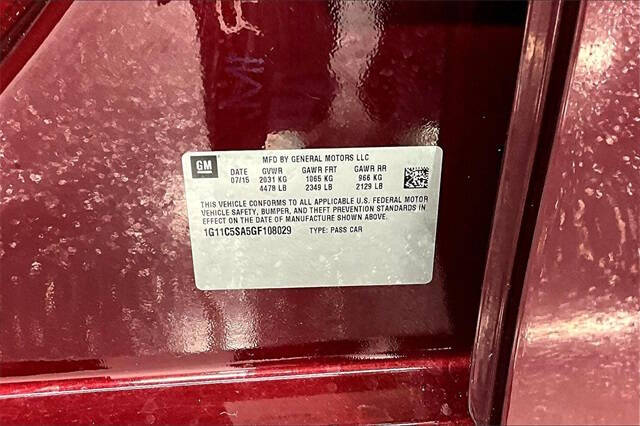 GM
MFD BY GENERAL MOTORS LLC
DATE GVWR GAWR FRT GAWR RR
07/15 2031 KG 1065 KG 966 KG
4478 LB 2349 LB 2129 LB
THIS VEHICLE CONFORMS TO ALL APPLICABLE U.S. FEDERAL MOTOR
VEHICLE SAFETY, BUMPER, AND THEFT PREVENTION STANDARDS IN
EFFECT ON THE DATE OF MANUFACTURE SHOWN ABOVE.
1G11C5SA5GF108029 TYPE: PASS CAR